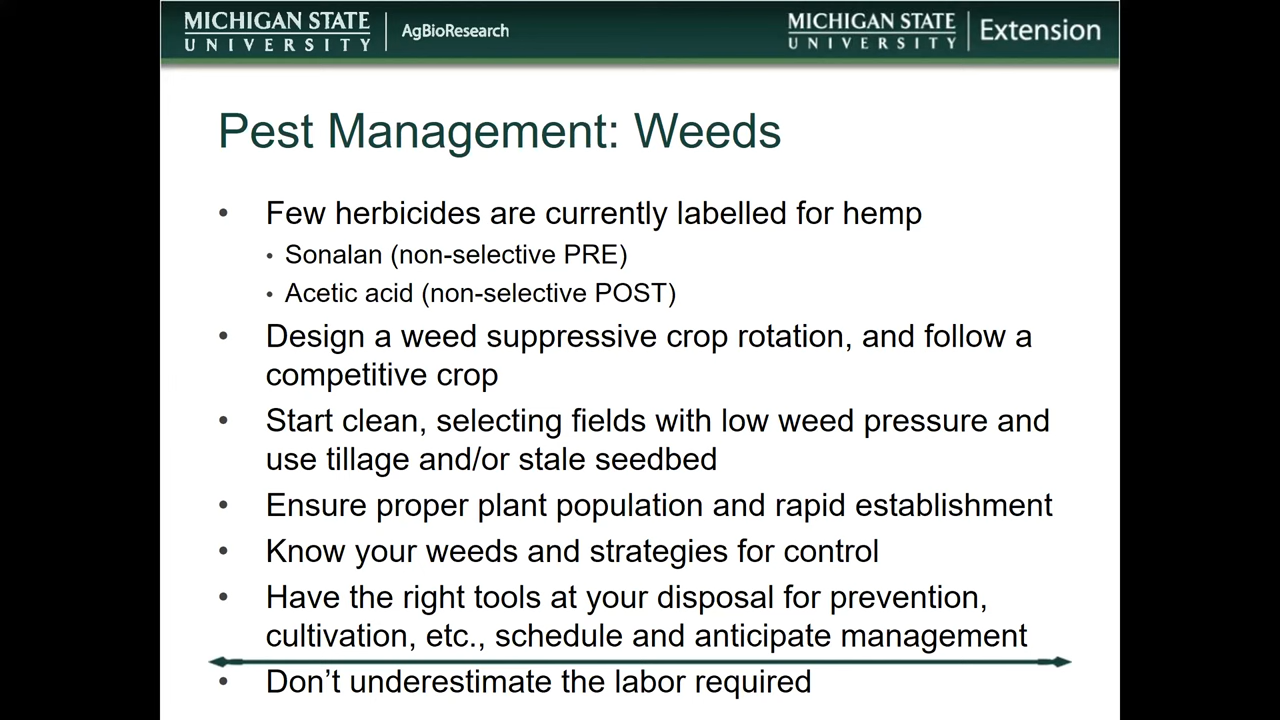 MICHIGAN STATE UNIVERSITY | AgBioResearch
MICHIGAN STATE UNIVERSITY | Extension
Pest Management: Weeds
• Few herbicides are currently labelled for hemp
• Sonalan (non-selective PRE)
• Acetic acid (non-selective POST)
• Design a weed suppressive crop rotation, and follow a
competitive crop
• Start clean, selecting fields with low weed pressure and
use tillage and/or stale seedbed
• Ensure proper plant population and rapid establishment
• Know your weeds and strategies for control
• Have the right tools at your disposal for prevention,
cultivation, etc., schedule and anticipate management
• Don’t underestimate the labor required